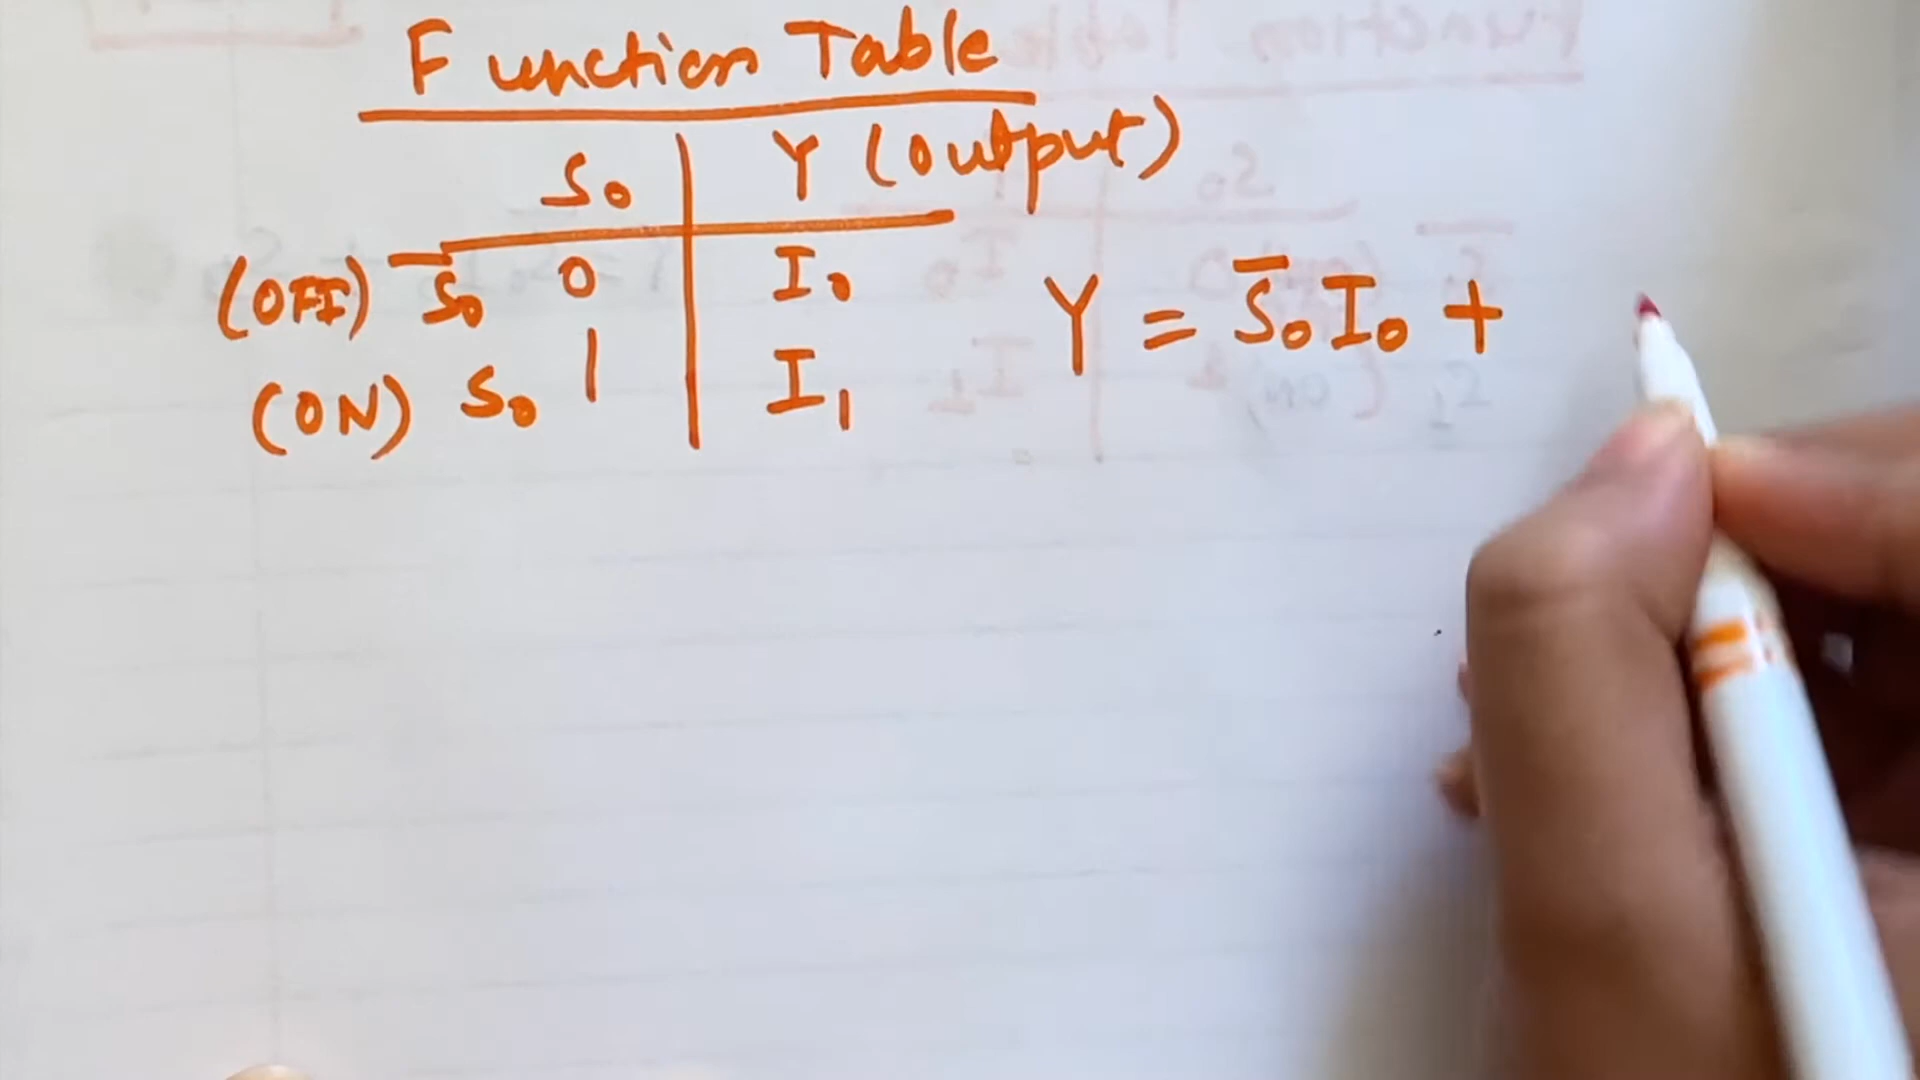 Function Table
S₀ Y (output)
(OFF) S̅₀ 0 I₀
(ON) S₀ 1 I₁
Y = S̅₀I₀ +